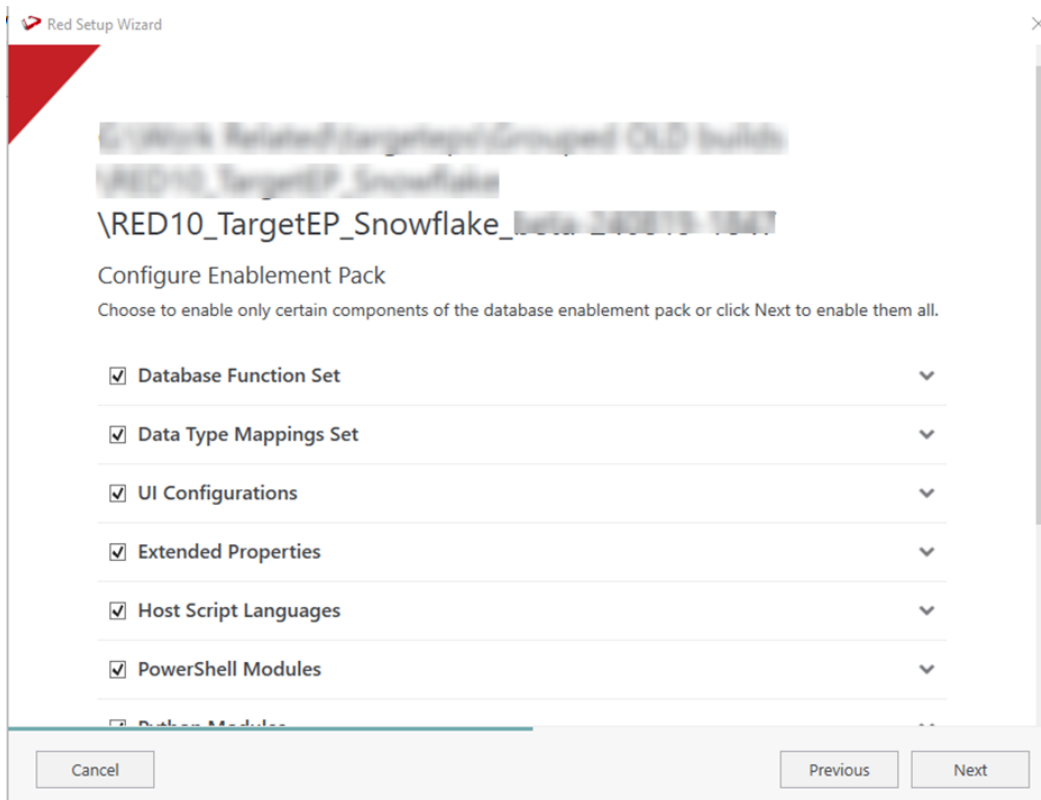 Red Setup Wizard
\RED10_TargetEP_Snowflake_
Configure Enablement Pack
Choose to enable only certain components of the database enablement pack or click Next to enable them all.
Database Function Set
Data Type Mappings Set
UI Configurations
Extended Properties
Host Script Languages
PowerShell Modules
Python Modules
Cancel
Previous
Next